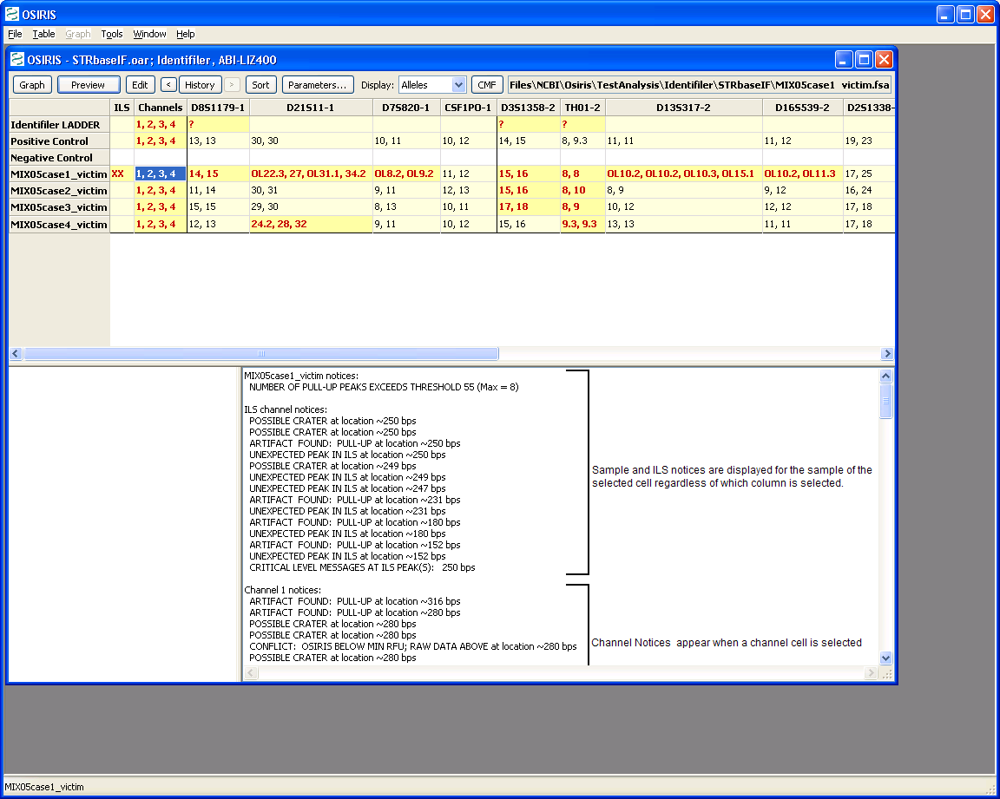 OSIRIS
File Table Graph Tools Window Help
OSIRIS - STRbaseIF.oar; Identifiler, ABI-LIZ400
Graph Preview Edit < History > Sort Parameters... Display: Alleles CMF Files\NCBI\Osiris\TestAnalysis\Identifiler\STRbaseIF\MIX05case1 victim.fsa
ILS Channels D8S1179-1 D21S11-1 D7S820-1 CSF1PO-1 D3S1358-2 TH01-2 D13S317-2 D16S539-2 D2S1338-
Identifiler LADDER 1, 2, 3, 4 ? ? ?
Positive Control 1, 2, 3, 4 13, 13 30, 30 10, 11 10, 12 14, 15 8, 9.3 11, 11 11, 12 19, 23
Negative Control
MIX05case1_victim XX 1, 2, 3, 4 14, 15 OL22.3, 27, OL31.1, 34.2 OL8.2, OL9.2 11, 12 15, 16 8, 8 OL10.2, OL10.2, OL10.3, OL15.1 OL10.2, OL11.3 17, 25
MIX05case2_victim 1, 2, 3, 4 11, 14 30, 31 9, 11 12, 13 15, 16 8, 10 8, 9 9, 12 16, 24
MIX05case3_victim 1, 2, 3, 4 15, 15 29, 30 8, 13 10, 11 17, 18 8, 9 10, 12 12, 12 17, 18
MIX05case4_victim 1, 2, 3, 4 12, 13 24.2, 28, 32 9, 11 10, 12 15, 16 9.3, 9.3 13, 13 11, 11 17, 18
MIX05case1_victim notices:
NUMBER OF PULL-UP PEAKS EXCEEDS THRESHOLD 55 (Max = 8)
ILS channel notices:
POSSIBLE CRATER at location ~250 bps
POSSIBLE CRATER at location ~250 bps
ARTIFACT FOUND: PULL-UP at location ~250 bps
UNEXPECTED PEAK IN ILS at location ~250 bps
POSSIBLE CRATER at location ~249 bps
UNEXPECTED PEAK IN ILS at location ~249 bps
UNEXPECTED PEAK IN ILS at location ~247 bps
ARTIFACT FOUND: PULL-UP at location ~231 bps
UNEXPECTED PEAK IN ILS at location ~231 bps
ARTIFACT FOUND: PULL-UP at location ~180 bps
UNEXPECTED PEAK IN ILS at location ~180 bps
ARTIFACT FOUND: PULL-UP at location ~152 bps
UNEXPECTED PEAK IN ILS at location ~152 bps
CRITICAL LEVEL MESSAGES AT ILS PEAK(S): 250 bps
Sample and ILS notices are displayed for the sample of the
selected cell regardless of which column is selected.
Channel 1 notices:
ARTIFACT FOUND: PULL-UP at location ~316 bps
ARTIFACT FOUND: PULL-UP at location ~280 bps
POSSIBLE CRATER at location ~280 bps
POSSIBLE CRATER at location ~280 bps
CONFLICT: OSIRIS BELOW MIN RFU; RAW DATA ABOVE at location ~280 bps
POSSIBLE CRATER at location ~280 bps
Channel Notices appear when a channel cell is selected
MIX05case1_victim